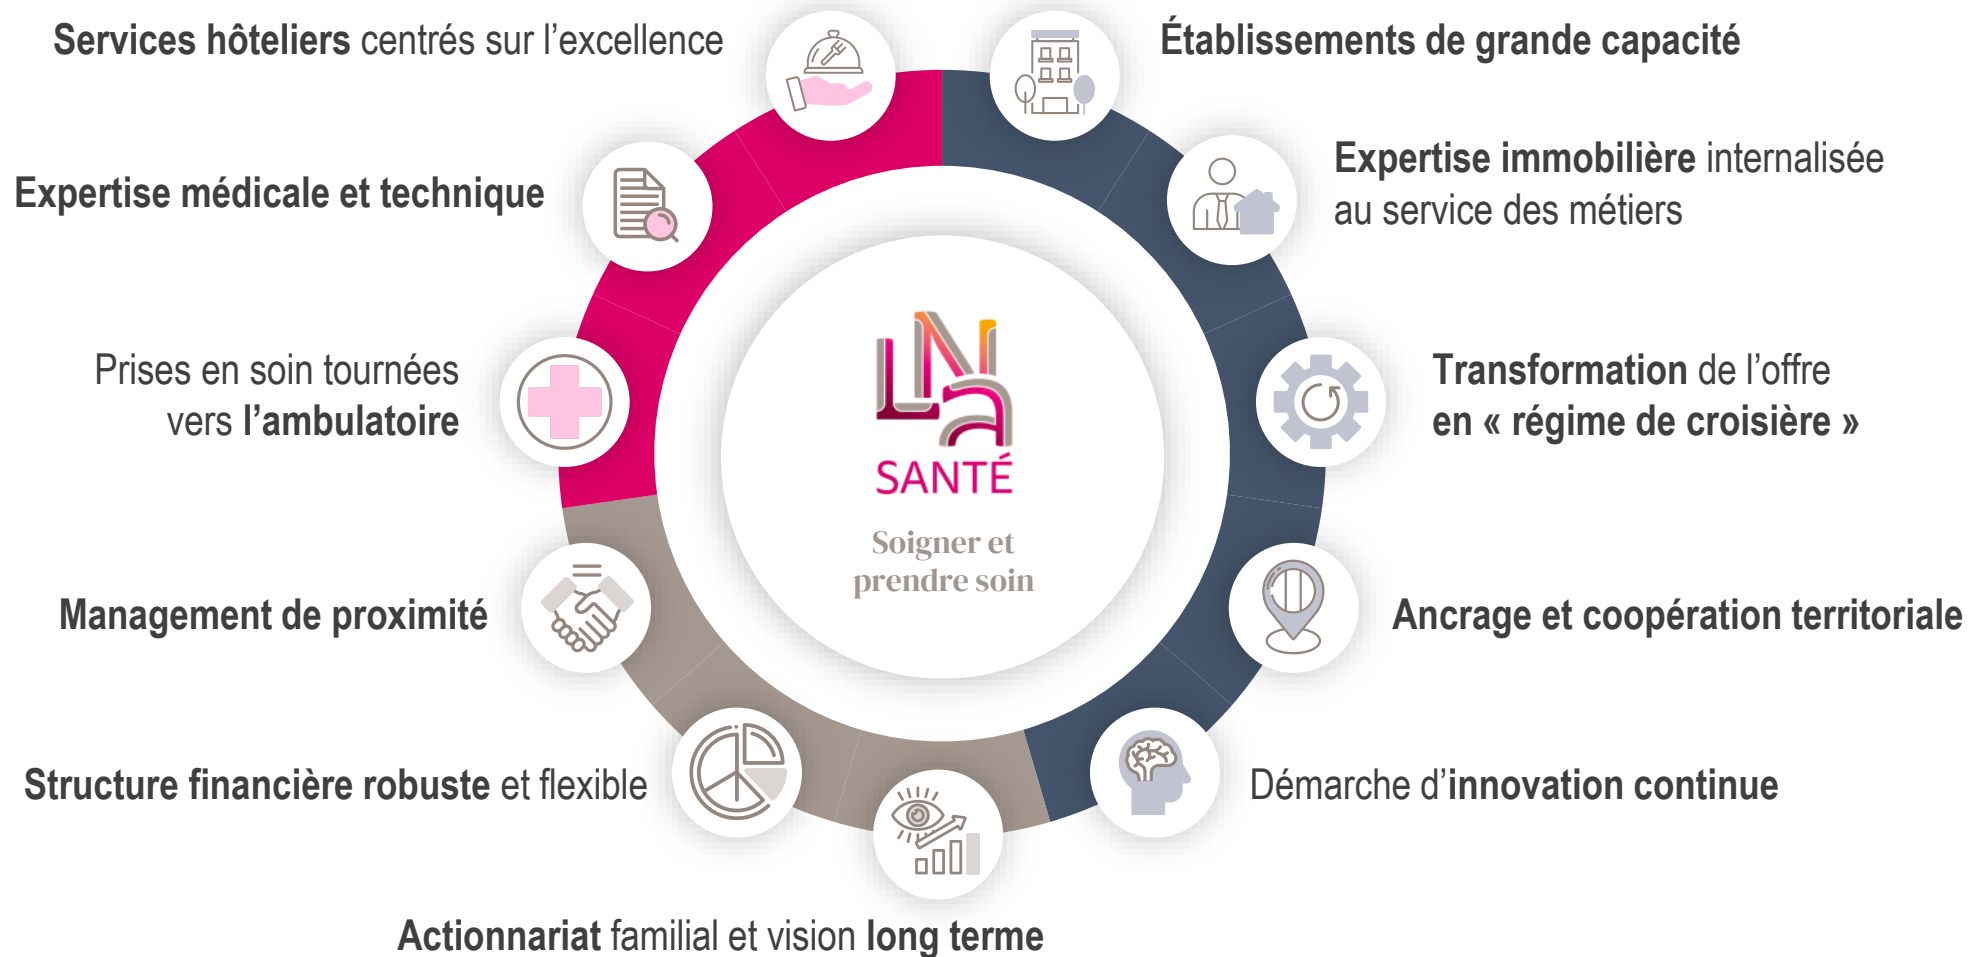 Services hôteliers centrés sur l’excellence
Établissements de grande capacité
Expertise médicale et technique
Expertise immobilière internalisée
au service des métiers
Prises en soin tournées
vers l’ambulatoire
Transformation de l’offre
en « régime de croisière »
LNA
SANTÉ
Soigner et
prendre soin
Management de proximité
Ancrage et coopération territoriale
Structure financière robuste et flexible
Démarche d’innovation continue
Actionnariat familial et vision long terme